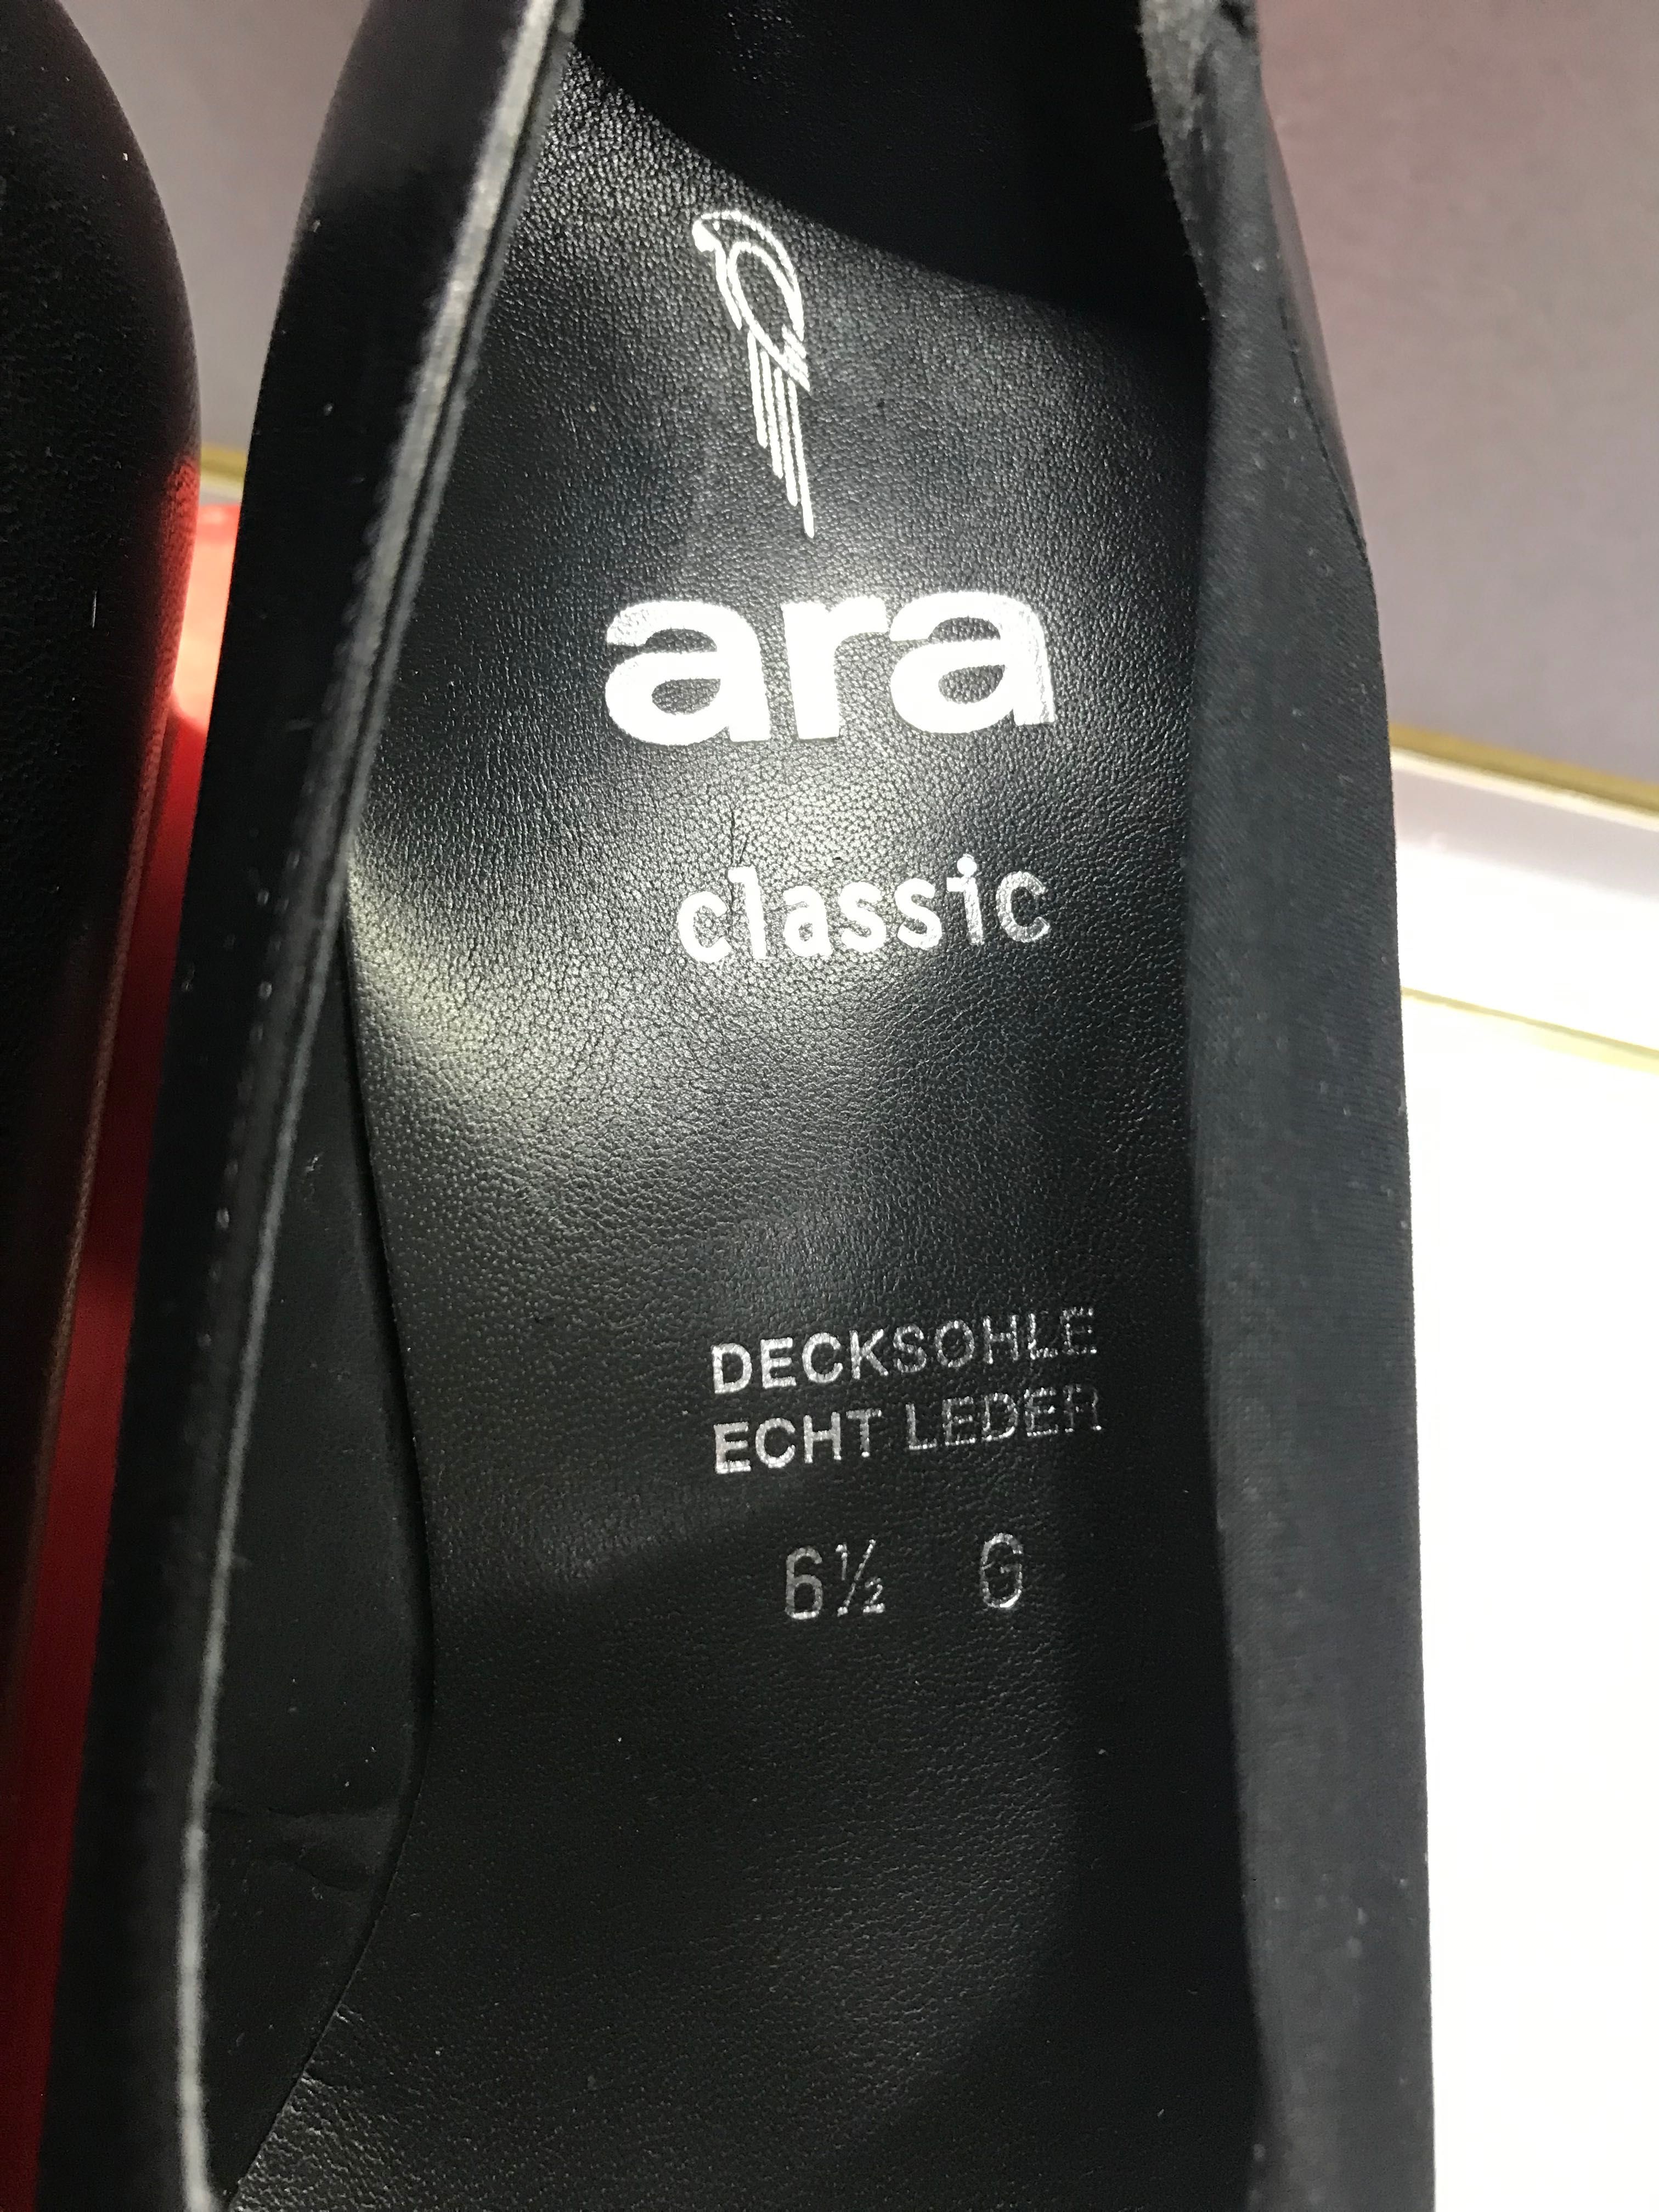 ara
classic
DECKSOHLE
ECHT LEDER
6½ G